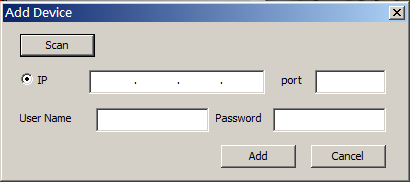 Add Device
Scan
IP . . . port
User Name Password
Add Cancel